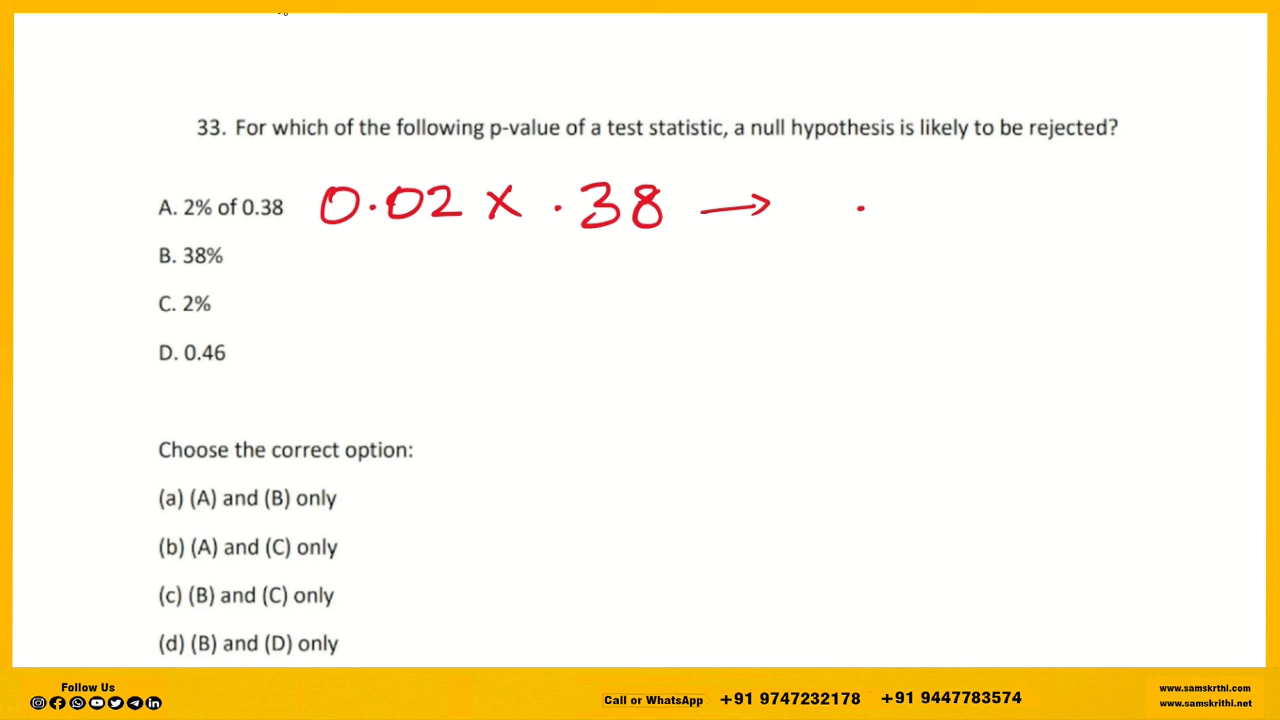 33. For which of the following p-value of a test statistic, a null hypothesis is likely to be rejected?
A. 2% of 0.38 0.02 × .38 → .
B. 38%
C. 2%
D. 0.46
Choose the correct option:
(a) (A) and (B) only
(b) (A) and (C) only
(c) (B) and (C) only
(d) (B) and (D) only
Follow Us
Call or WhatsApp +91 9747232178 +91 9447783574
www.samskrthi.com
www.samskrithi.net